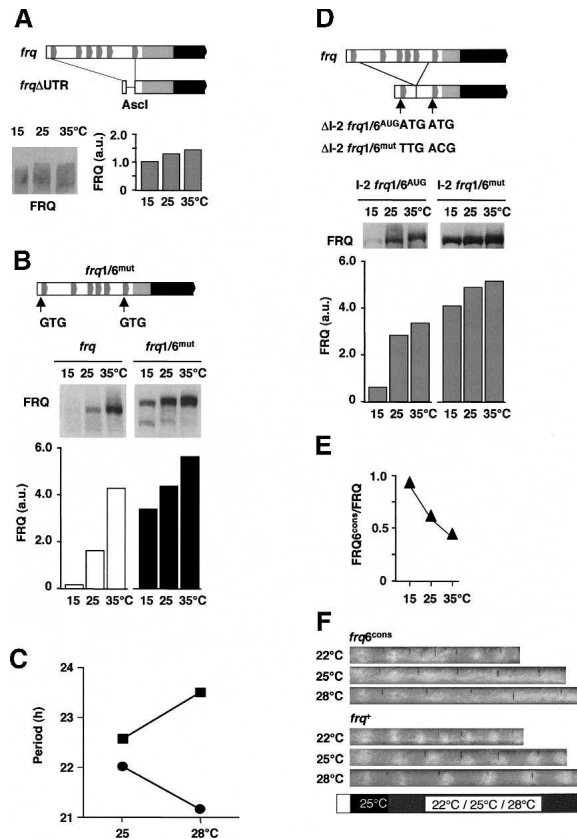 A
frq
frqΔUTR
AscI
15 25 35°C
FRQ
FRQ (a.u.)
2.0
1.0
0
15 25 35°C
B
frq1/6mut
GTG GTG
frq frq1/6mut
15 25 35°C 15 25 35°C
FRQ
FRQ (a.u.)
6.0
4.0
2.0
0
15 25 35°C 15 25 35°C
C
Period (h)
24
23
22
21
25 28°C
D
frq
ΔI-2 frq1/6AUG ATG ATG
ΔI-2 frq1/6mut TTG ACG
I-2 frq1/6AUG I-2 frq1/6mut
15 25 35°C 15 25 35°C
FRQ
FRQ (a.u.)
6.0
4.0
2.0
0
15 25 35°C 15 25 35°C
E
FRQ6cons/FRQ
1.0
0.5
0
15 25 35°C
F
frq6cons
22°C
25°C
28°C
frq+
22°C
25°C
28°C
25°C 22°C / 25°C / 28°C